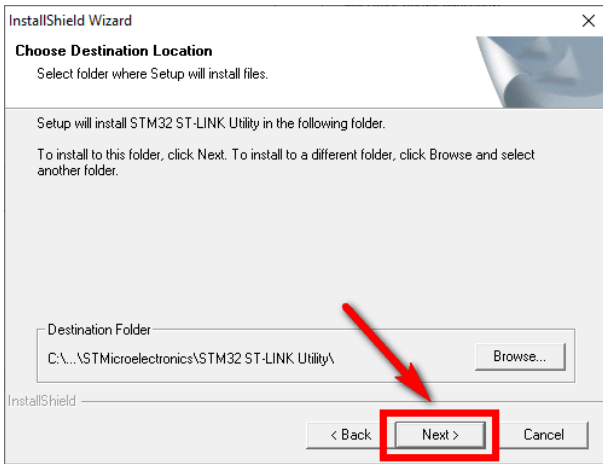 InstallShield Wizard
Choose Destination Location
Select folder where Setup will install files.
Setup will install STM32 ST-LINK Utility in the following folder.
To install to this folder, click Next. To install to a different folder, click Browse and select
another folder.
Destination Folder
C:\...\STMicroelectronics\STM32 ST-LINK Utility\
Browse...
InstallShield
< Back
Next >
Cancel